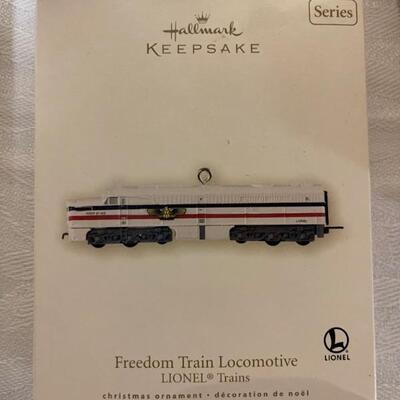 Hallmark
KEEPSAKE
Series
LIONEL
Freedom Train Locomotive
LIONEL® Trains
christmas ornament • décoration de noël